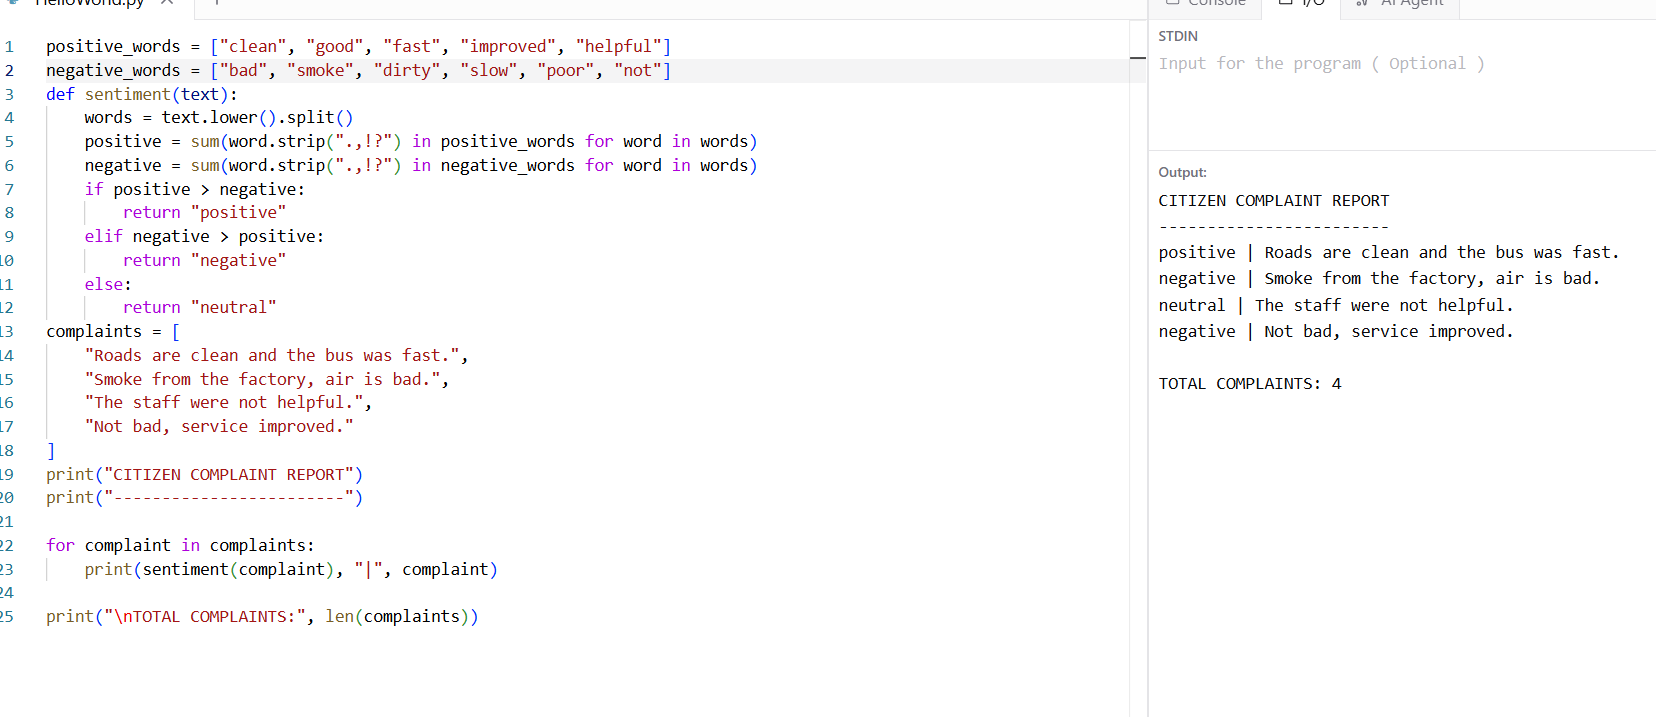 HelloWorld.py
Console I/O AI Agent
1 positive_words = ["clean", "good", "fast", "improved", "helpful"]
2 negative_words = ["bad", "smoke", "dirty", "slow", "poor", "not"]
3 def sentiment(text):
4     words = text.lower().split()
5     positive = sum(word.strip(".,!?") in positive_words for word in words)
6     negative = sum(word.strip(".,!?") in negative_words for word in words)
7     if positive > negative:
8         return "positive"
9     elif negative > positive:
10         return "negative"
11     else:
12         return "neutral"
13 complaints = [
14     "Roads are clean and the bus was fast.",
15     "Smoke from the factory, air is bad.",
16     "The staff were not helpful.",
17     "Not bad, service improved."
18 ]
19 print("CITIZEN COMPLAINT REPORT")
20 print("------------------------")
21
22 for complaint in complaints:
23     print(sentiment(complaint), "|", complaint)
24
25 print("\nTOTAL COMPLAINTS:", len(complaints))
STDIN
Input for the program ( Optional )
Output:
CITIZEN COMPLAINT REPORT
------------------------
positive | Roads are clean and the bus was fast.
negative | Smoke from the factory, air is bad.
neutral | The staff were not helpful.
negative | Not bad, service improved.
TOTAL COMPLAINTS: 4